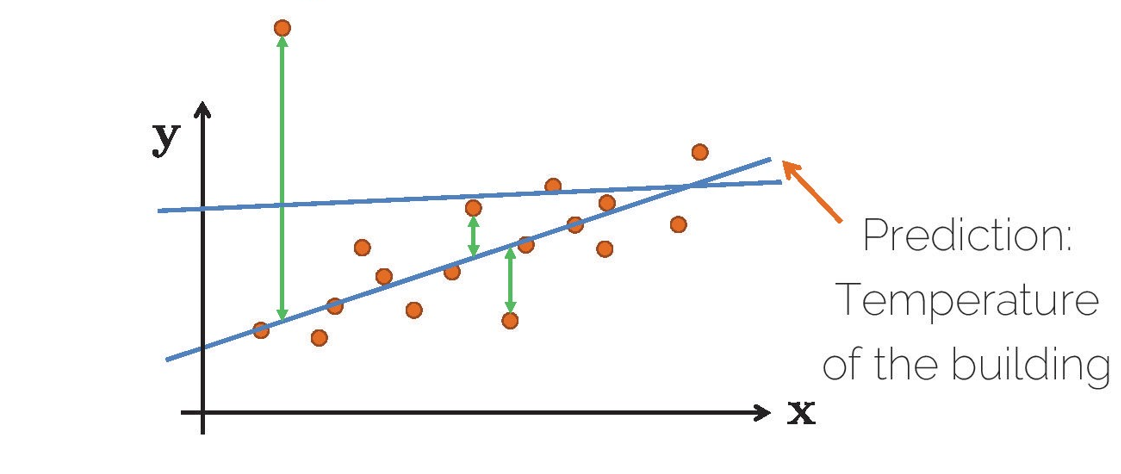 y
Prediction:
Temperature
of the building
x